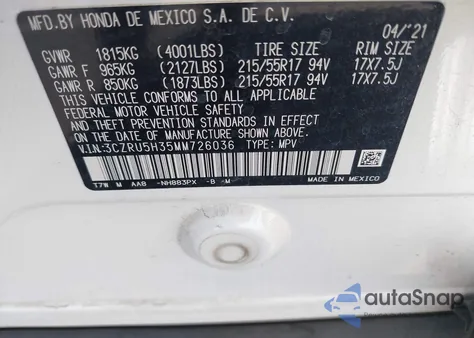 MFD.BY HONDA DE MEXICO S.A. DE C.V. 04/'21
GVWR 1815KG (4001LBS) TIRE SIZE RIM SIZE
GAWR F 965KG (2127LBS) 215/55R17 94V 17X7.5J
GAWR R 850KG (1873LBS) 215/55R17 94V 17X7.5J
THIS VEHICLE CONFORMS TO ALL APPLICABLE
FEDERAL MOTOR VEHICLE SAFETY, BUMPER,
AND THEFT PREVENTION STANDARDS IN EFFECT
ON THE DATE OF MANUFACTURE SHOWN ABOVE.
V.I.N:3CZRU5H35MM726036 TYPE: MPV
T7W M AA8 -NH883PX -B -M MADE IN MEXICO
autoSnap